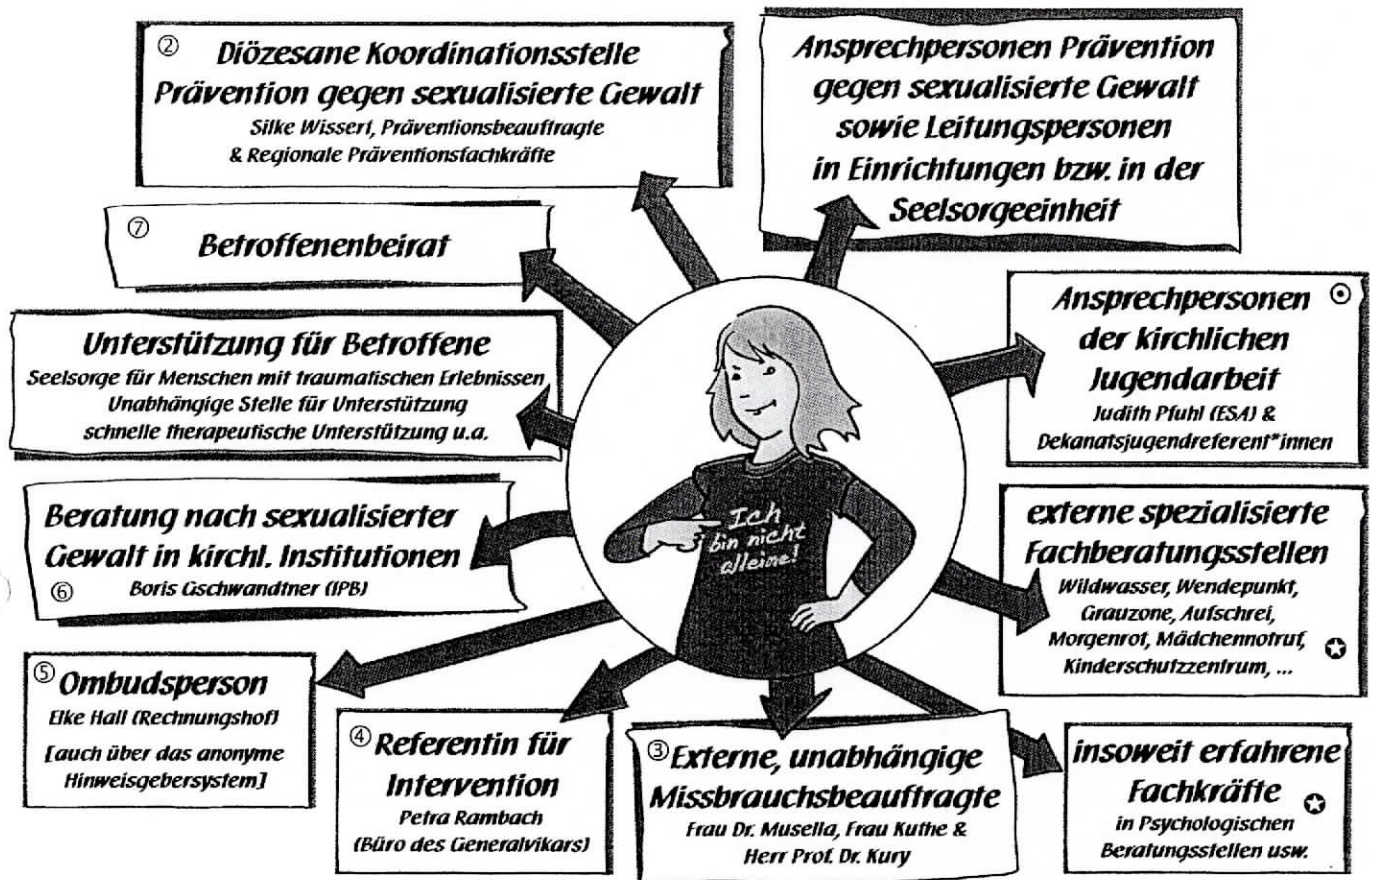 ② Diözesane Koordinationsstelle
Prävention gegen sexualisierte Gewalt
Silke Wissert, Präventionsbeauftragte
& Regionale Präventionsfachkräfte
Ansprechpersonen Prävention
gegen sexualisierte Gewalt
sowie Leitungspersonen
in Einrichtungen bzw. in der
Seelsorgeeinheit
⑦ Betroffenenbeirat
Ansprechpersonen
der kirchlichen
Jugendarbeit
Judith Pfuhl (ESA) &
Dekanatsjugendreferent*innen
Unterstützung für Betroffene
Seelsorge für Menschen mit traumatischen Erlebnissen
Unabhängige Stelle für Unterstützung
schnelle therapeutische Unterstützung u.a.
Ich
bin nicht
alleine!
Beratung nach sexualisierter
Gewalt in kirchl. Institutionen
⑥ Boris Gschwandtner (IPB)
externe spezialisierte
Fachberatungsstellen
Wildwasser, Wendepunkt,
Grauzone, Aufschrei,
Morgenrot, Mädchennotruf,
Kinderschutzzentrum, ...
⑤ Ombudsperson
Elke Hall (Rechnungshof)
[auch über das anonyme
Hinweisgebersystem]
④ Referentin für
Intervention
Petra Rambach
(Büro des Generalvikars)
③ Externe, unabhängige
Missbrauchsbeauftragte
Frau Dr. Musella, Frau Kuthe &
Herr Prof. Dr. Kury
insoweit erfahrene
Fachkräfte
in Psychologischen
Beratungsstellen usw.